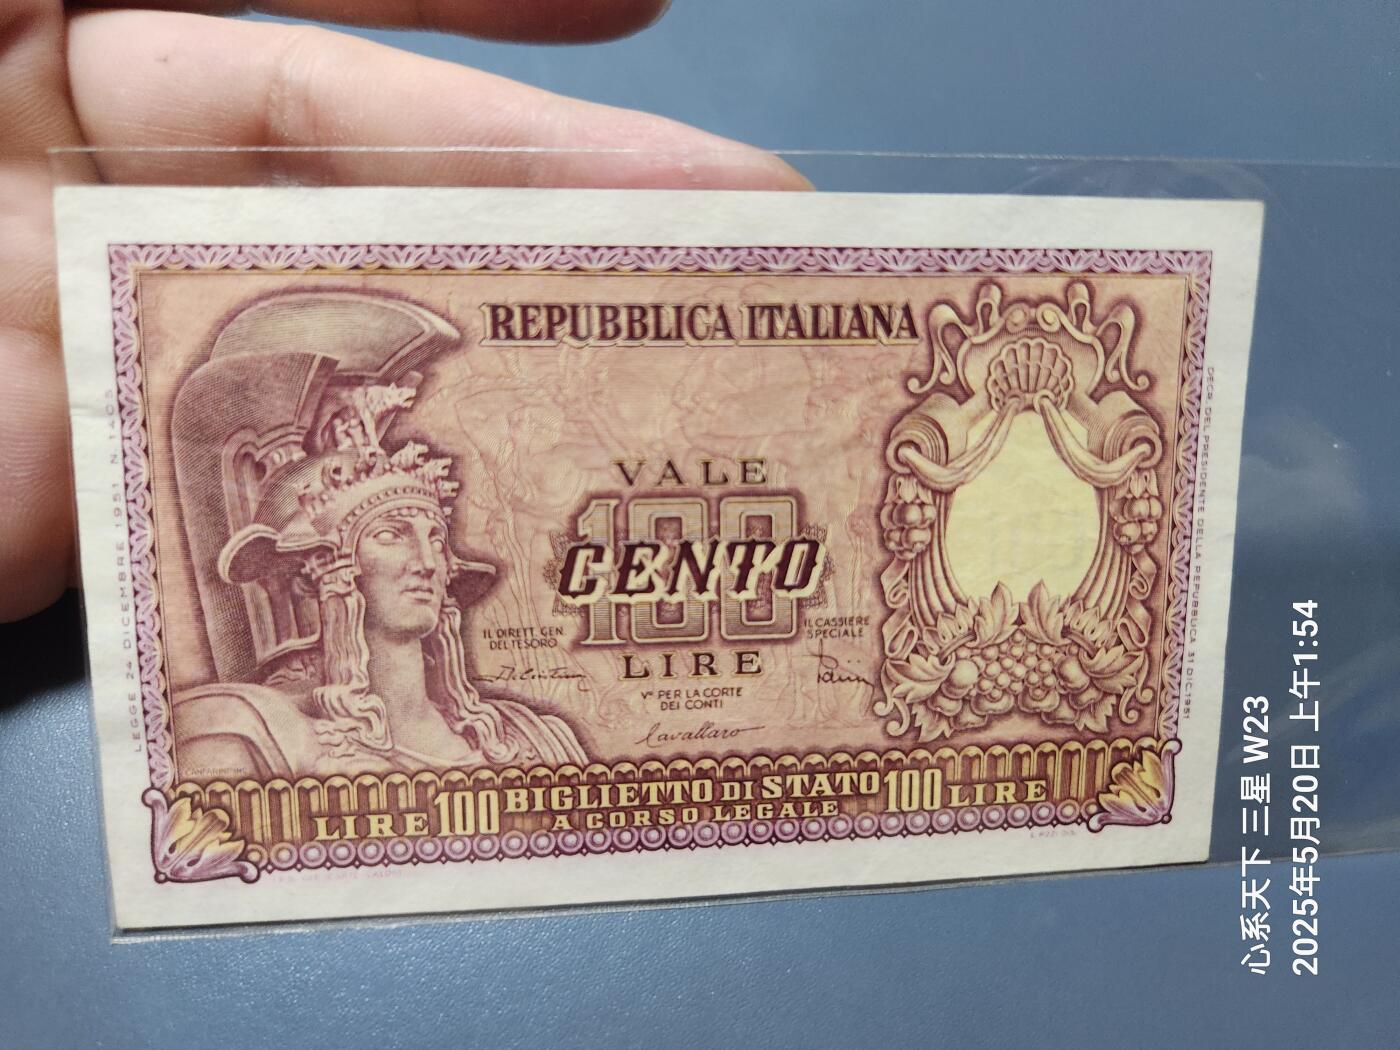 REPUBBLICA ITALIANA
VALE
100
CENTO
LIRE
IL DIRETT. GEN.
DEL TESORO
IL CASSIERE
SPECIALE
Vº PER LA CORTE
DEI CONTI
Cavallaro
LIRE 100 BIGLIETTO DI STATO 100 LIRE
A CORSO LEGALE
LEGGE 24 DICEMBRE 1951 N. 1405
DECR. DEL PRESIDENTE DELLA REPUBBLICA 31 DIC. 1951
心系天下 三星 W23
2025年5月20日 上午1:54